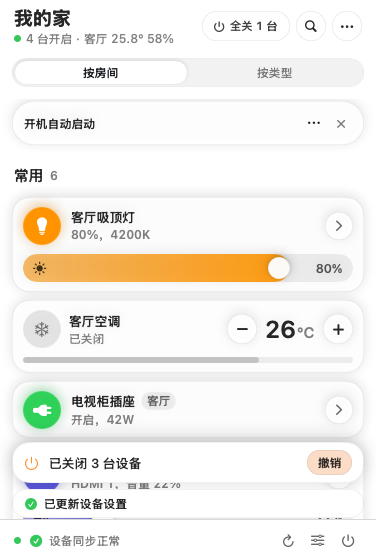 我的家
4 台开启 · 客厅 25.8° 58%
全关 1 台
按房间
按类型
开机自动启动
常用 6
客厅吸顶灯
80%，4200K
80%
客厅空调
已关闭
26°C
电视柜插座 客厅
开启，42W
已关闭 3 台设备
撤销
HDMI 1，音量 22%
已更新设备设置
设备同步正常